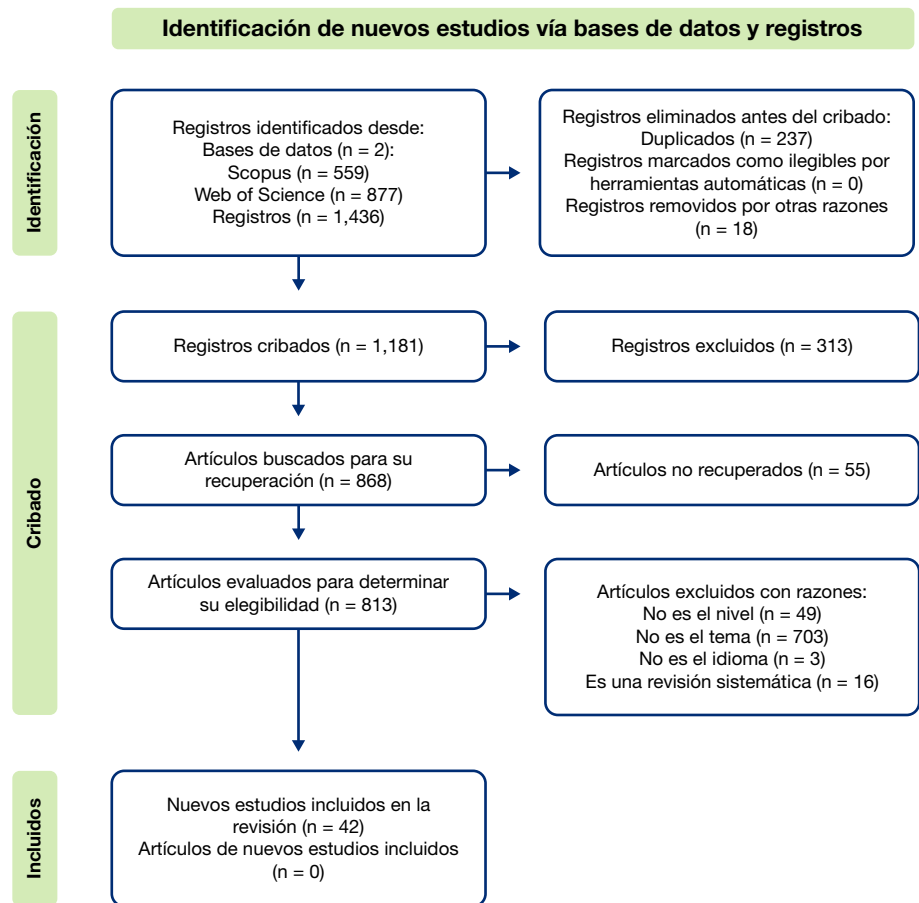 Identificación de nuevos estudios vía bases de datos y registros
Identificación
Registros identificados desde:
Bases de datos (n = 2):
Scopus (n = 559)
Web of Science (n = 877)
Registros (n = 1,436)
Registros eliminados antes del cribado:
Duplicados (n = 237)
Registros marcados como ilegibles por
herramientas automáticas (n = 0)
Registros removidos por otras razones
(n = 18)
Cribado
Registros cribados (n = 1,181)
Registros excluidos (n = 313)
Artículos buscados para su
recuperación (n = 868)
Artículos no recuperados (n = 55)
Artículos evaluados para determinar
su elegibilidad (n = 813)
Artículos excluidos con razones:
No es el nivel (n = 49)
No es el tema (n = 703)
No es el idioma (n = 3)
Es una revisión sistemática (n = 16)
Incluidos
Nuevos estudios incluidos en la
revisión (n = 42)
Artículos de nuevos estudios incluidos
(n = 0)